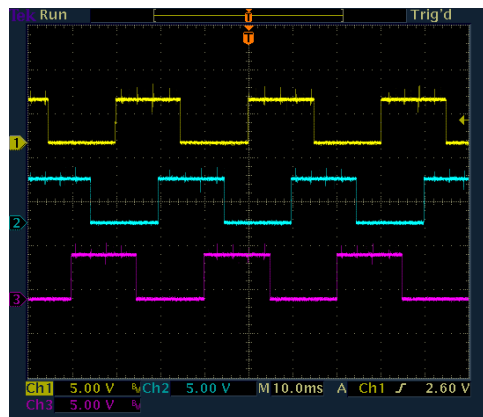 Tek Run Trig'd
T
T
1
2
3
Ch1 5.00 V Ch2 5.00 V M 10.0ms A Ch1 2.60 V
Ch3 5.00 V